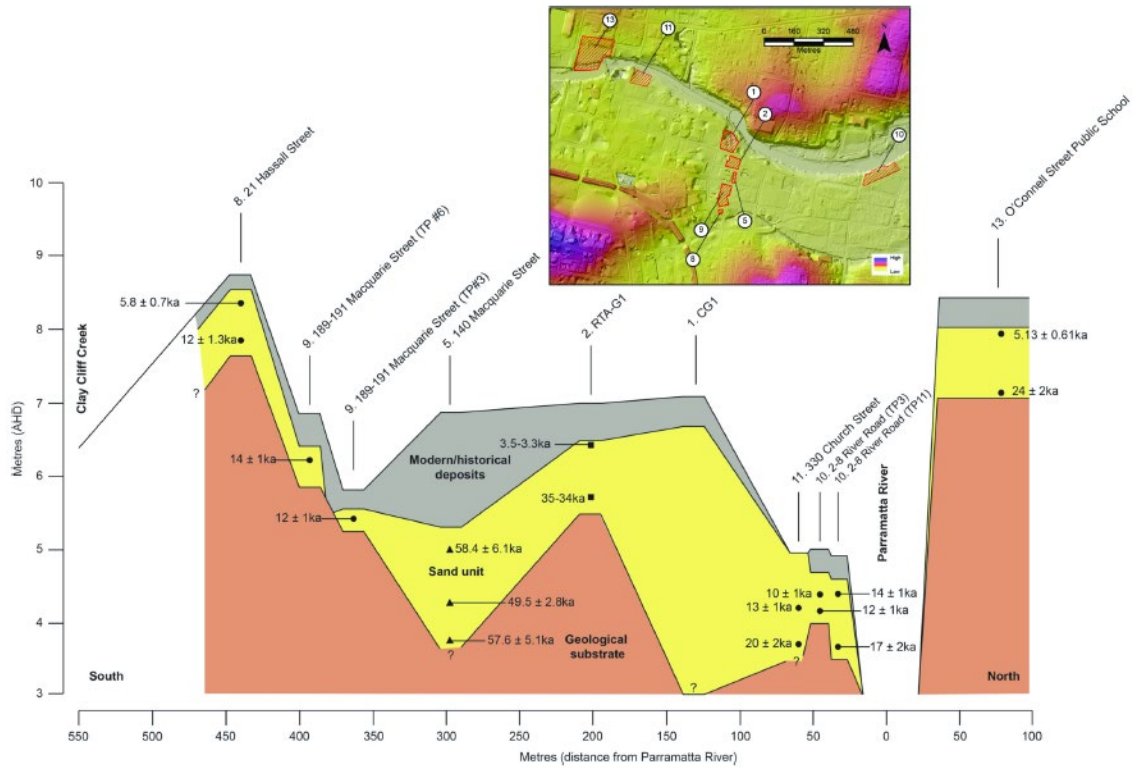 13
11
0 160 320 480
Metres
N
1
2
10
9
8
5
High
Low
8. 21 Hassall Street
9. 189-191 Macquarie Street (TP #6)
9. 189-191 Macquarie Street (TP#3)
5. 140 Macquarie Street
2. RTA-G1
1. CG1
11. 330 Church Street
10. 2-8 River Road (TP3)
10. 2-8 River Road (TP11)
13. O'Connell Street Public School
Clay Cliff Creek
Parramatta River
Metres (AHD)
10
9
8
7
6
5
4
3
5.8 ± 0.7ka
12 ± 1.3ka
?
14 ± 1ka
12 ± 1ka
Modern/historical
deposits
3.5-3.3ka
35-34ka
58.4 ± 6.1ka
Sand unit
49.5 ± 2.8ka
57.6 ± 5.1ka
?
Geological
substrate
?
10 ± 1ka
13 ± 1ka
20 ± 2ka
?
14 ± 1ka
12 ± 1ka
17 ± 2ka
5.13 ± 0.61ka
24 ± 2ka
South
North
550 500 450 400 350 300 250 200 150 100 50 0 50 100
Metres (distance from Parramatta River)